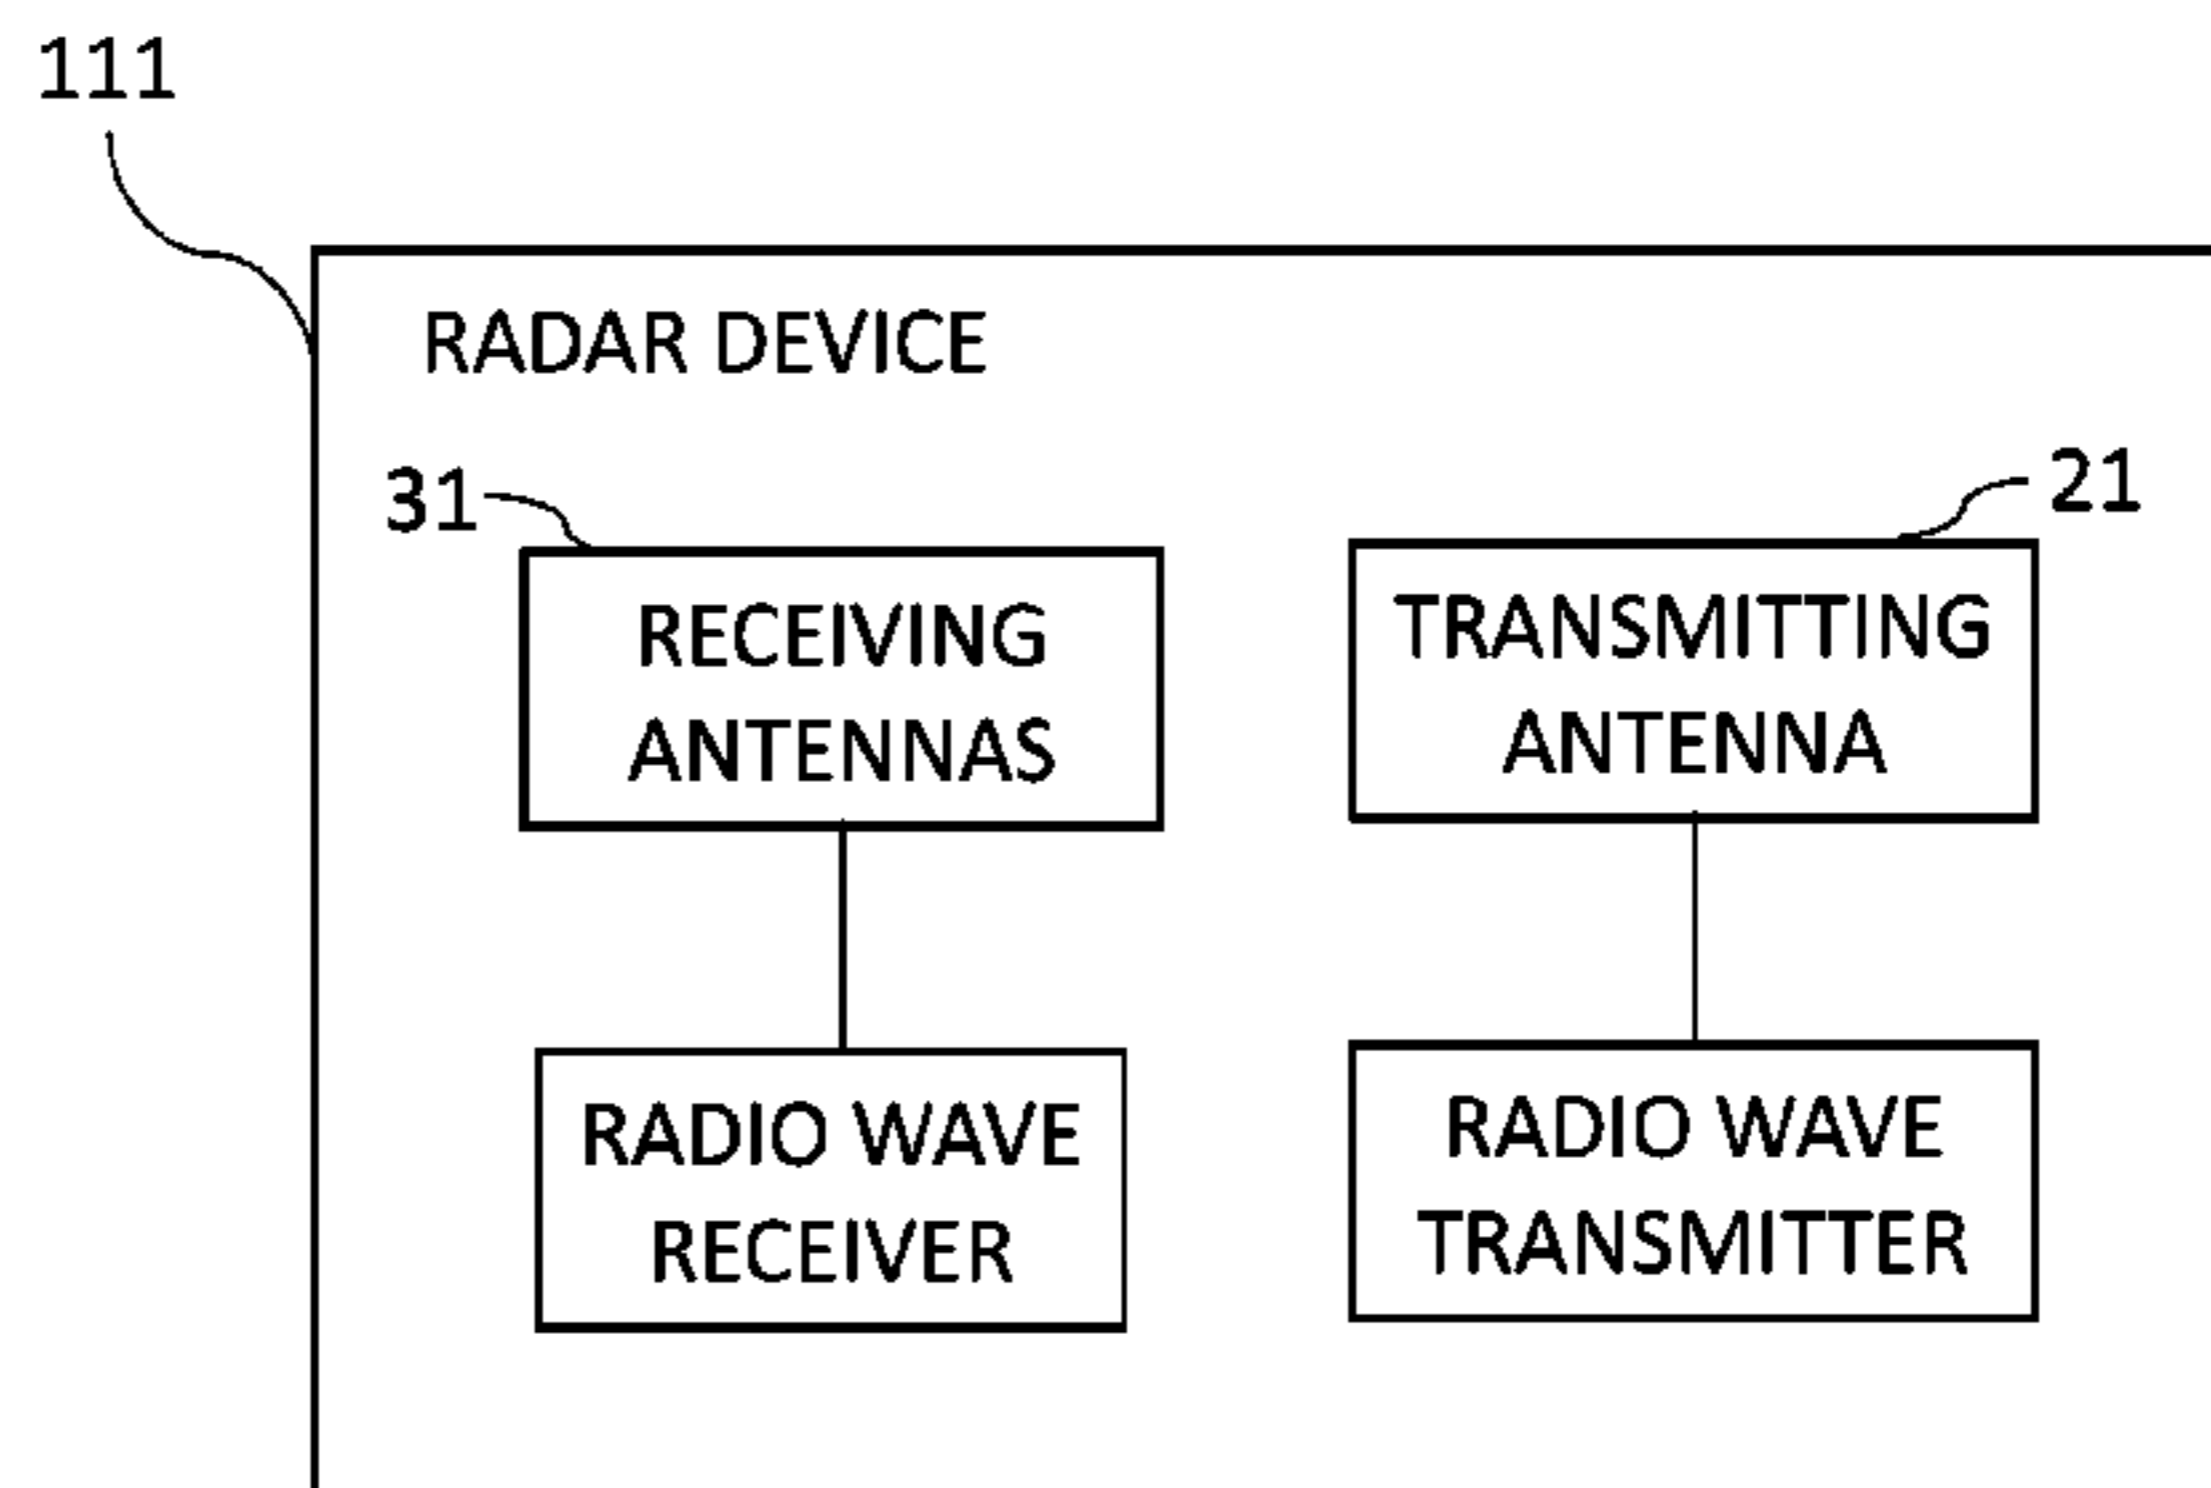 111
RADAR DEVICE
31
21
RECEIVING
ANTENNAS
TRANSMITTING
ANTENNA
RADIO WAVE
RECEIVER
RADIO WAVE
TRANSMITTER